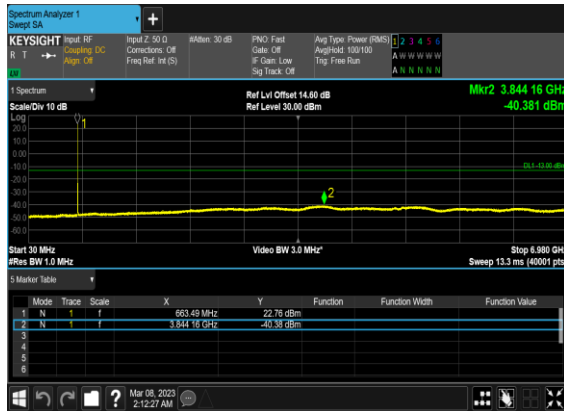 Spectrum Analyzer 1
Swept SA
+
KEYSIGHT Input: RF Input Z: 50 Ω #Atten: 30 dB PNO: Fast Avg Type: Power (RMS) 1 2 3 4 5 6
R T Coupling: DC Corrections: Off Gate: Off Avg|Hold: 100/100 A W W W W W
Align: Off Freq Ref: Int (S) IF Gain: Low Trig: Free Run
Sig Track: Off A N N N N N
1 Spectrum Ref Lvl Offset 14.60 dB Mkr2 3.844 16 GHz
Scale/Div 10 dB Ref Level 30.00 dBm -40.381 dBm
Log
20.0
1
10.0
0.00
-10.0
DL1 -13.00 dBm
-20.0
-30.0
2
-40.0
-50.0
-60.0
Start 30 MHz Video BW 3.0 MHz* Stop 6.980 GHz
#Res BW 1.0 MHz Sweep 13.3 ms (40001 pts)
5 Marker Table
Mode Trace Scale X Y Function Function Width Function Value
1 N 1 f 663.49 MHz 22.76 dBm
2 N 1 f 3.844 16 GHz -40.38 dBm
3
4
5
6
? Mar 08, 2023
2:12:27 AM